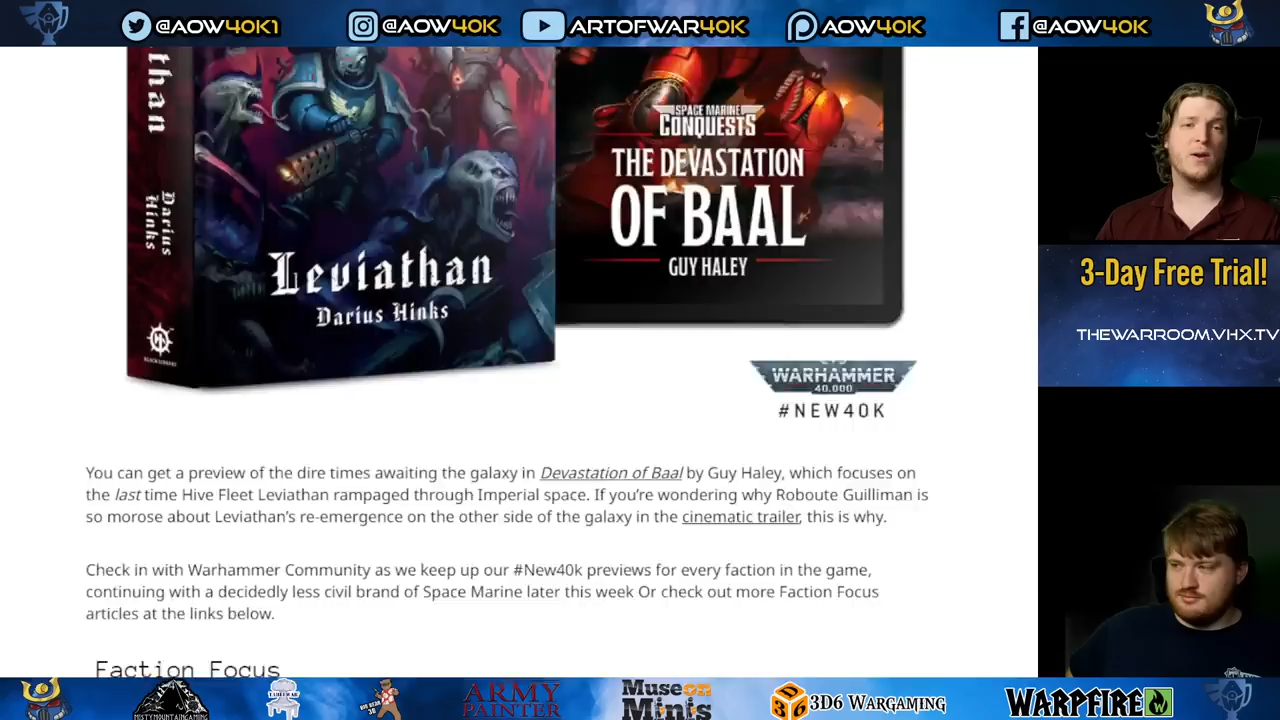 @AOW40K1
@AOW40K
ARTOFWAR40K
AOW40K
@AOW40K
than
Darius
Hinks
Leviathan
Darius Hinks
SPACE MARINE
CONQUESTS
THE DEVASTATION
OF BAAL
GUY HALEY
3-Day Free Trial!
THEWARROOM.VHX.TV
WARHAMMER
40,000
#NEW40K
You can get a preview of the dire times awaiting the galaxy in Devastation of Baal by Guy Haley, which focuses on
the last time Hive Fleet Leviathan rampaged through Imperial space. If you're wondering why Roboute Guilliman is
so morose about Leviathan's re-emergence on the other side of the galaxy in the cinematic trailer, this is why.
Check in with Warhammer Community as we keep up our #New40k previews for every faction in the game,
continuing with a decidedly less civil brand of Space Marine later this week Or check out more Faction Focus
articles at the links below.
Faction Focus
MISTYMOUNTAINGAMING
ARMY
PAINTER
MUSE ON
MINIS
3D6 WARGAMING
WARPFIRE